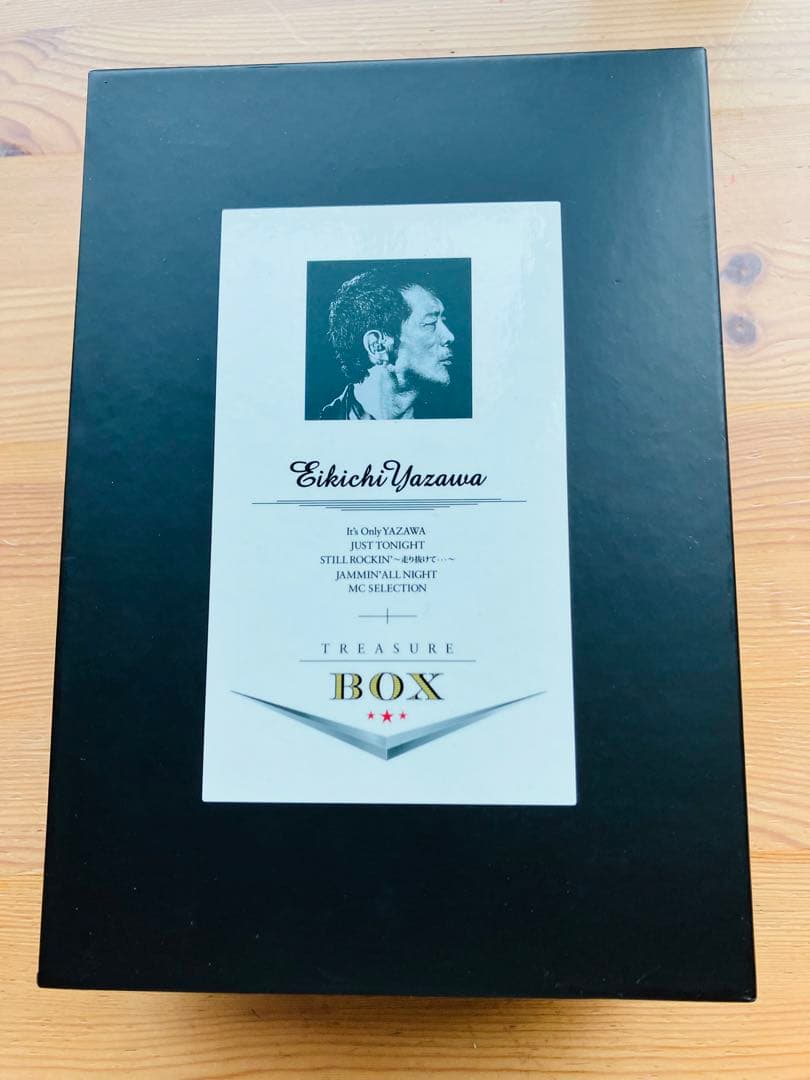 Eikichi Yazawa
It's Only YAZAWA
JUST TONIGHT
STILL ROCKIN' ～走り抜けて･･･～
JAMMIN' ALL NIGHT
MC SELECTION
TREASURE
BOX